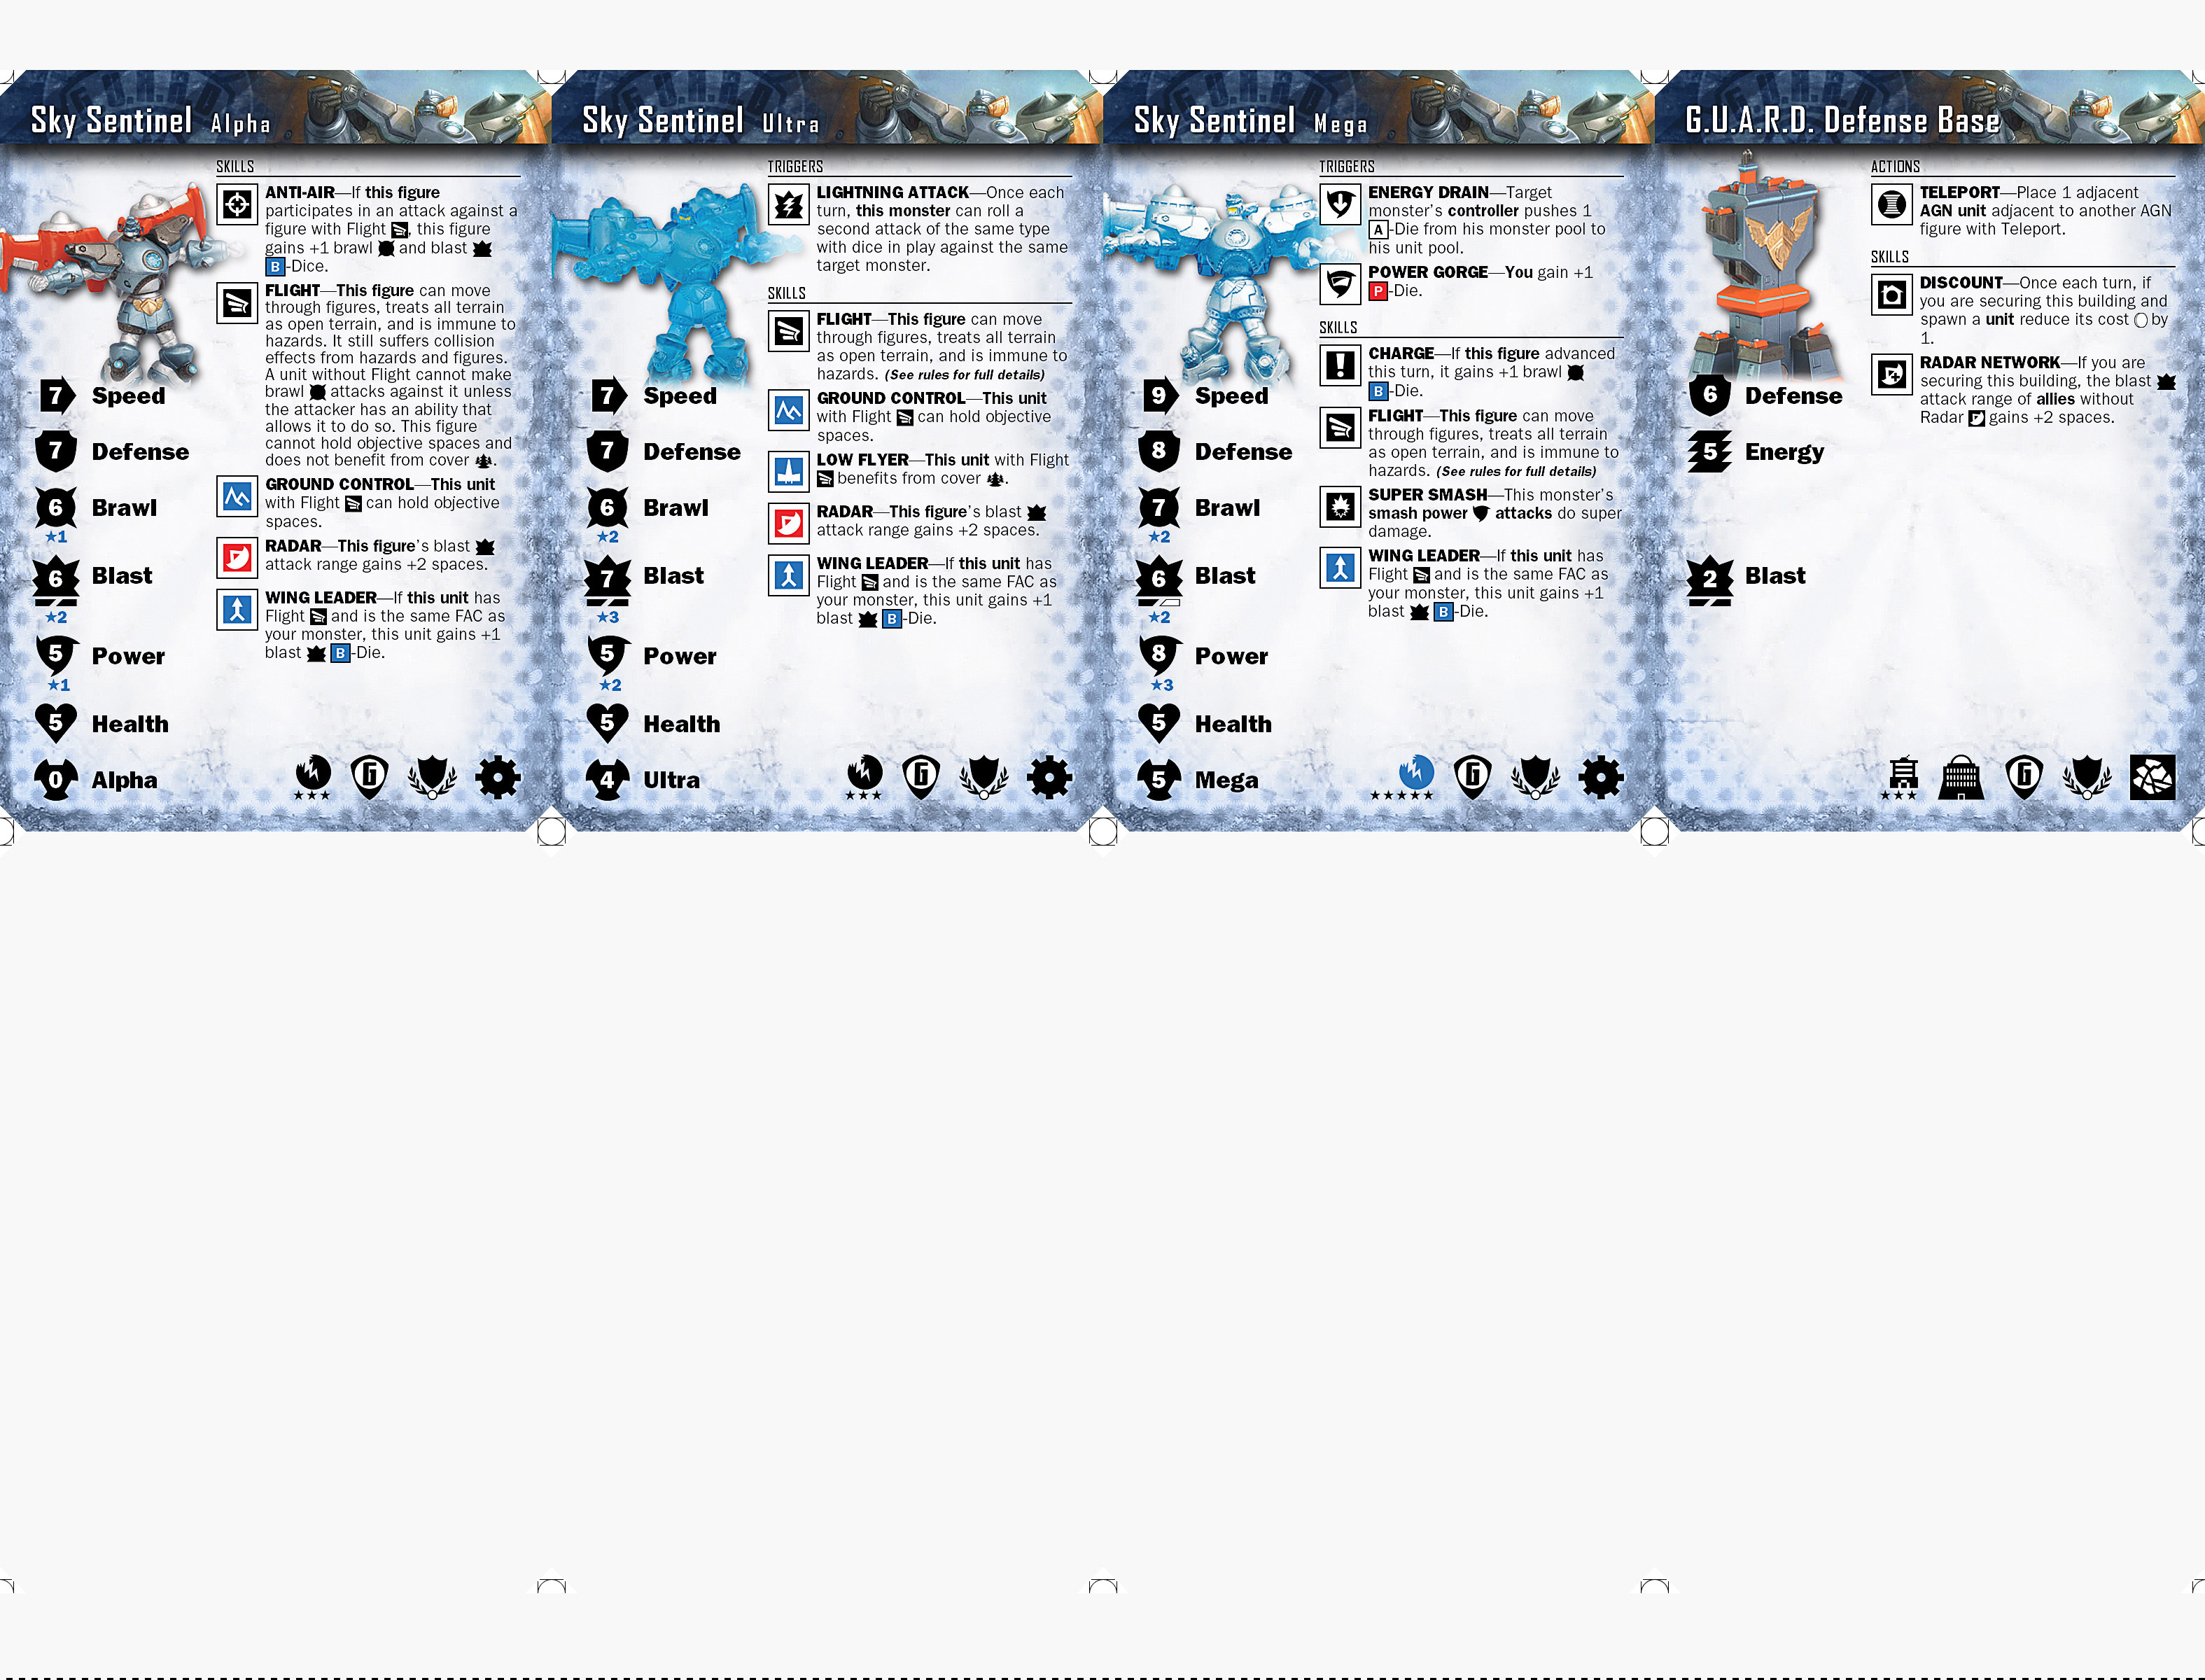 Sky Sentinel Alpha
SKILLS
ANTI-AIR—If this figure
participates in an attack against a
figure with Flight , this figure
gains +1 brawl and blast
B-Dice.
FLIGHT—This figure can move
through figures, treats all terrain
as open terrain, and is immune to
hazards. It still suffers collision
effects from hazards and figures.
A unit without Flight cannot make
brawl attacks against it unless
the attacker has an ability that
allows it to do so. This figure
cannot hold objective spaces and
does not benefit from cover .
GROUND CONTROL—This unit
with Flight can hold objective
spaces.
RADAR—This figure's blast
attack range gains +2 spaces.
WING LEADER—If this unit has
Flight and is the same FAC as
your monster, this unit gains +1
blast B-Die.
7 Speed
7 Defense
6 Brawl
★1
6 Blast
★2
5 Power
★1
5 Health
0 Alpha
★★★
G
Sky Sentinel Ultra
TRIGGERS
LIGHTNING ATTACK—Once each
turn, this monster can roll a
second attack of the same type
with dice in play against the same
target monster.
SKILLS
FLIGHT—This figure can move
through figures, treats all terrain
as open terrain, and is immune to
hazards. (See rules for full details)
GROUND CONTROL—This unit
with Flight can hold objective
spaces.
LOW FLYER—This unit with Flight
benefits from cover .
RADAR—This figure's blast
attack range gains +2 spaces.
WING LEADER—If this unit has
Flight and is the same FAC as
your monster, this unit gains +1
blast B-Die.
7 Speed
7 Defense
6 Brawl
★2
7 Blast
★3
5 Power
★2
5 Health
4 Ultra
★★★
G
Sky Sentinel Mega
TRIGGERS
ENERGY DRAIN—Target
monster's controller pushes 1
A-Die from his monster pool to
his unit pool.
POWER GORGE—You gain +1
P-Die.
SKILLS
CHARGE—If this figure advanced
this turn, it gains +1 brawl
B-Die.
FLIGHT—This figure can move
through figures, treats all terrain
as open terrain, and is immune to
hazards. (See rules for full details)
SUPER SMASH—This monster's
smash power attacks do super
damage.
WING LEADER—If this unit has
Flight and is the same FAC as
your monster, this unit gains +1
blast B-Die.
9 Speed
8 Defense
7 Brawl
★2
6 Blast
★2
8 Power
★3
5 Health
5 Mega
★★★★★
G
G.U.A.R.D. Defense Base
ACTIONS
TELEPORT—Place 1 adjacent
AGN unit adjacent to another AGN
figure with Teleport.
SKILLS
DISCOUNT—Once each turn, if
you are securing this building and
spawn a unit reduce its cost by
1.
RADAR NETWORK—If you are
securing this building, the blast
attack range of allies without
Radar gains +2 spaces.
6 Defense
5 Energy
2 Blast
★★★
G